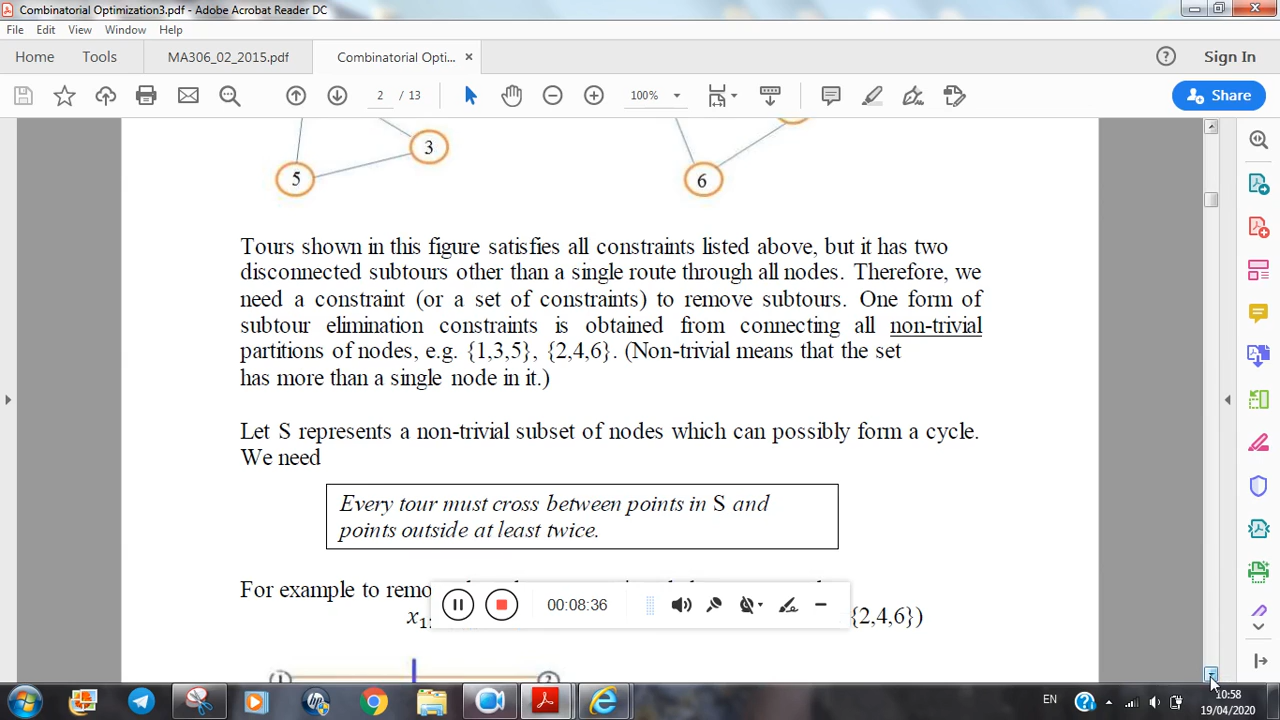 Combinatorial Optimization3.pdf - Adobe Acrobat Reader DC
File Edit View Window Help
Home Tools MA306_02_2015.pdf Combinatorial Opti... × Sign In
2 / 13 100% Share
3
5
6
Tours shown in this figure satisfies all constraints listed above, but it has two
disconnected subtours other than a single route through all nodes. Therefore, we
need a constraint (or a set of constraints) to remove subtours. One form of
subtour elimination constraints is obtained from connecting all non-trivial
partitions of nodes, e.g. {1,3,5}, {2,4,6}. (Non-trivial means that the set
has more than a single node in it.)
Let S represents a non-trivial subset of nodes which can possibly form a cycle.
We need
Every tour must cross between points in S and
points outside at least twice.
For example to
00:08:36
{2,4,6})
EN 10:58
19/04/2020